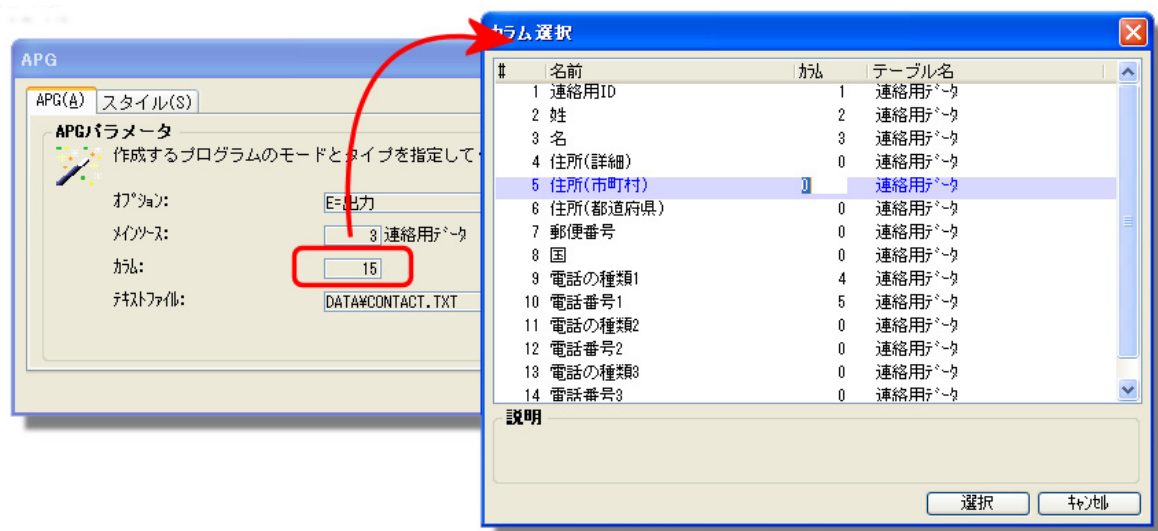 APG
APG(A) スタイル(S)
APGパラメータ
作成するプログラムのモードとタイプを指定して
ｵﾌﾟｼｮﾝ: E=出力
ﾒｲﾝｿｰｽ: 3 連絡用ﾃﾞｰﾀ
ｶﾗﾑ: 15
ﾃｷｽﾄﾌｧｲﾙ: DATA¥CONTACT.TXT
カラム選択
# 名前 ｶﾗﾑ テーブル名
1 連絡用ID 1 連絡用ﾃﾞｰﾀ
2 姓 2 連絡用ﾃﾞｰﾀ
3 名 3 連絡用ﾃﾞｰﾀ
4 住所(詳細) 0 連絡用ﾃﾞｰﾀ
5 住所(市町村) 0 連絡用ﾃﾞｰﾀ
6 住所(都道府県) 0 連絡用ﾃﾞｰﾀ
7 郵便番号 0 連絡用ﾃﾞｰﾀ
8 国 0 連絡用ﾃﾞｰﾀ
9 電話の種類1 4 連絡用ﾃﾞｰﾀ
10 電話番号1 5 連絡用ﾃﾞｰﾀ
11 電話の種類2 0 連絡用ﾃﾞｰﾀ
12 電話番号2 0 連絡用ﾃﾞｰﾀ
13 電話の種類3 0 連絡用ﾃﾞｰﾀ
14 電話番号3 0 連絡用ﾃﾞｰﾀ
説明
選択 ｷｬﾝｾﾙ